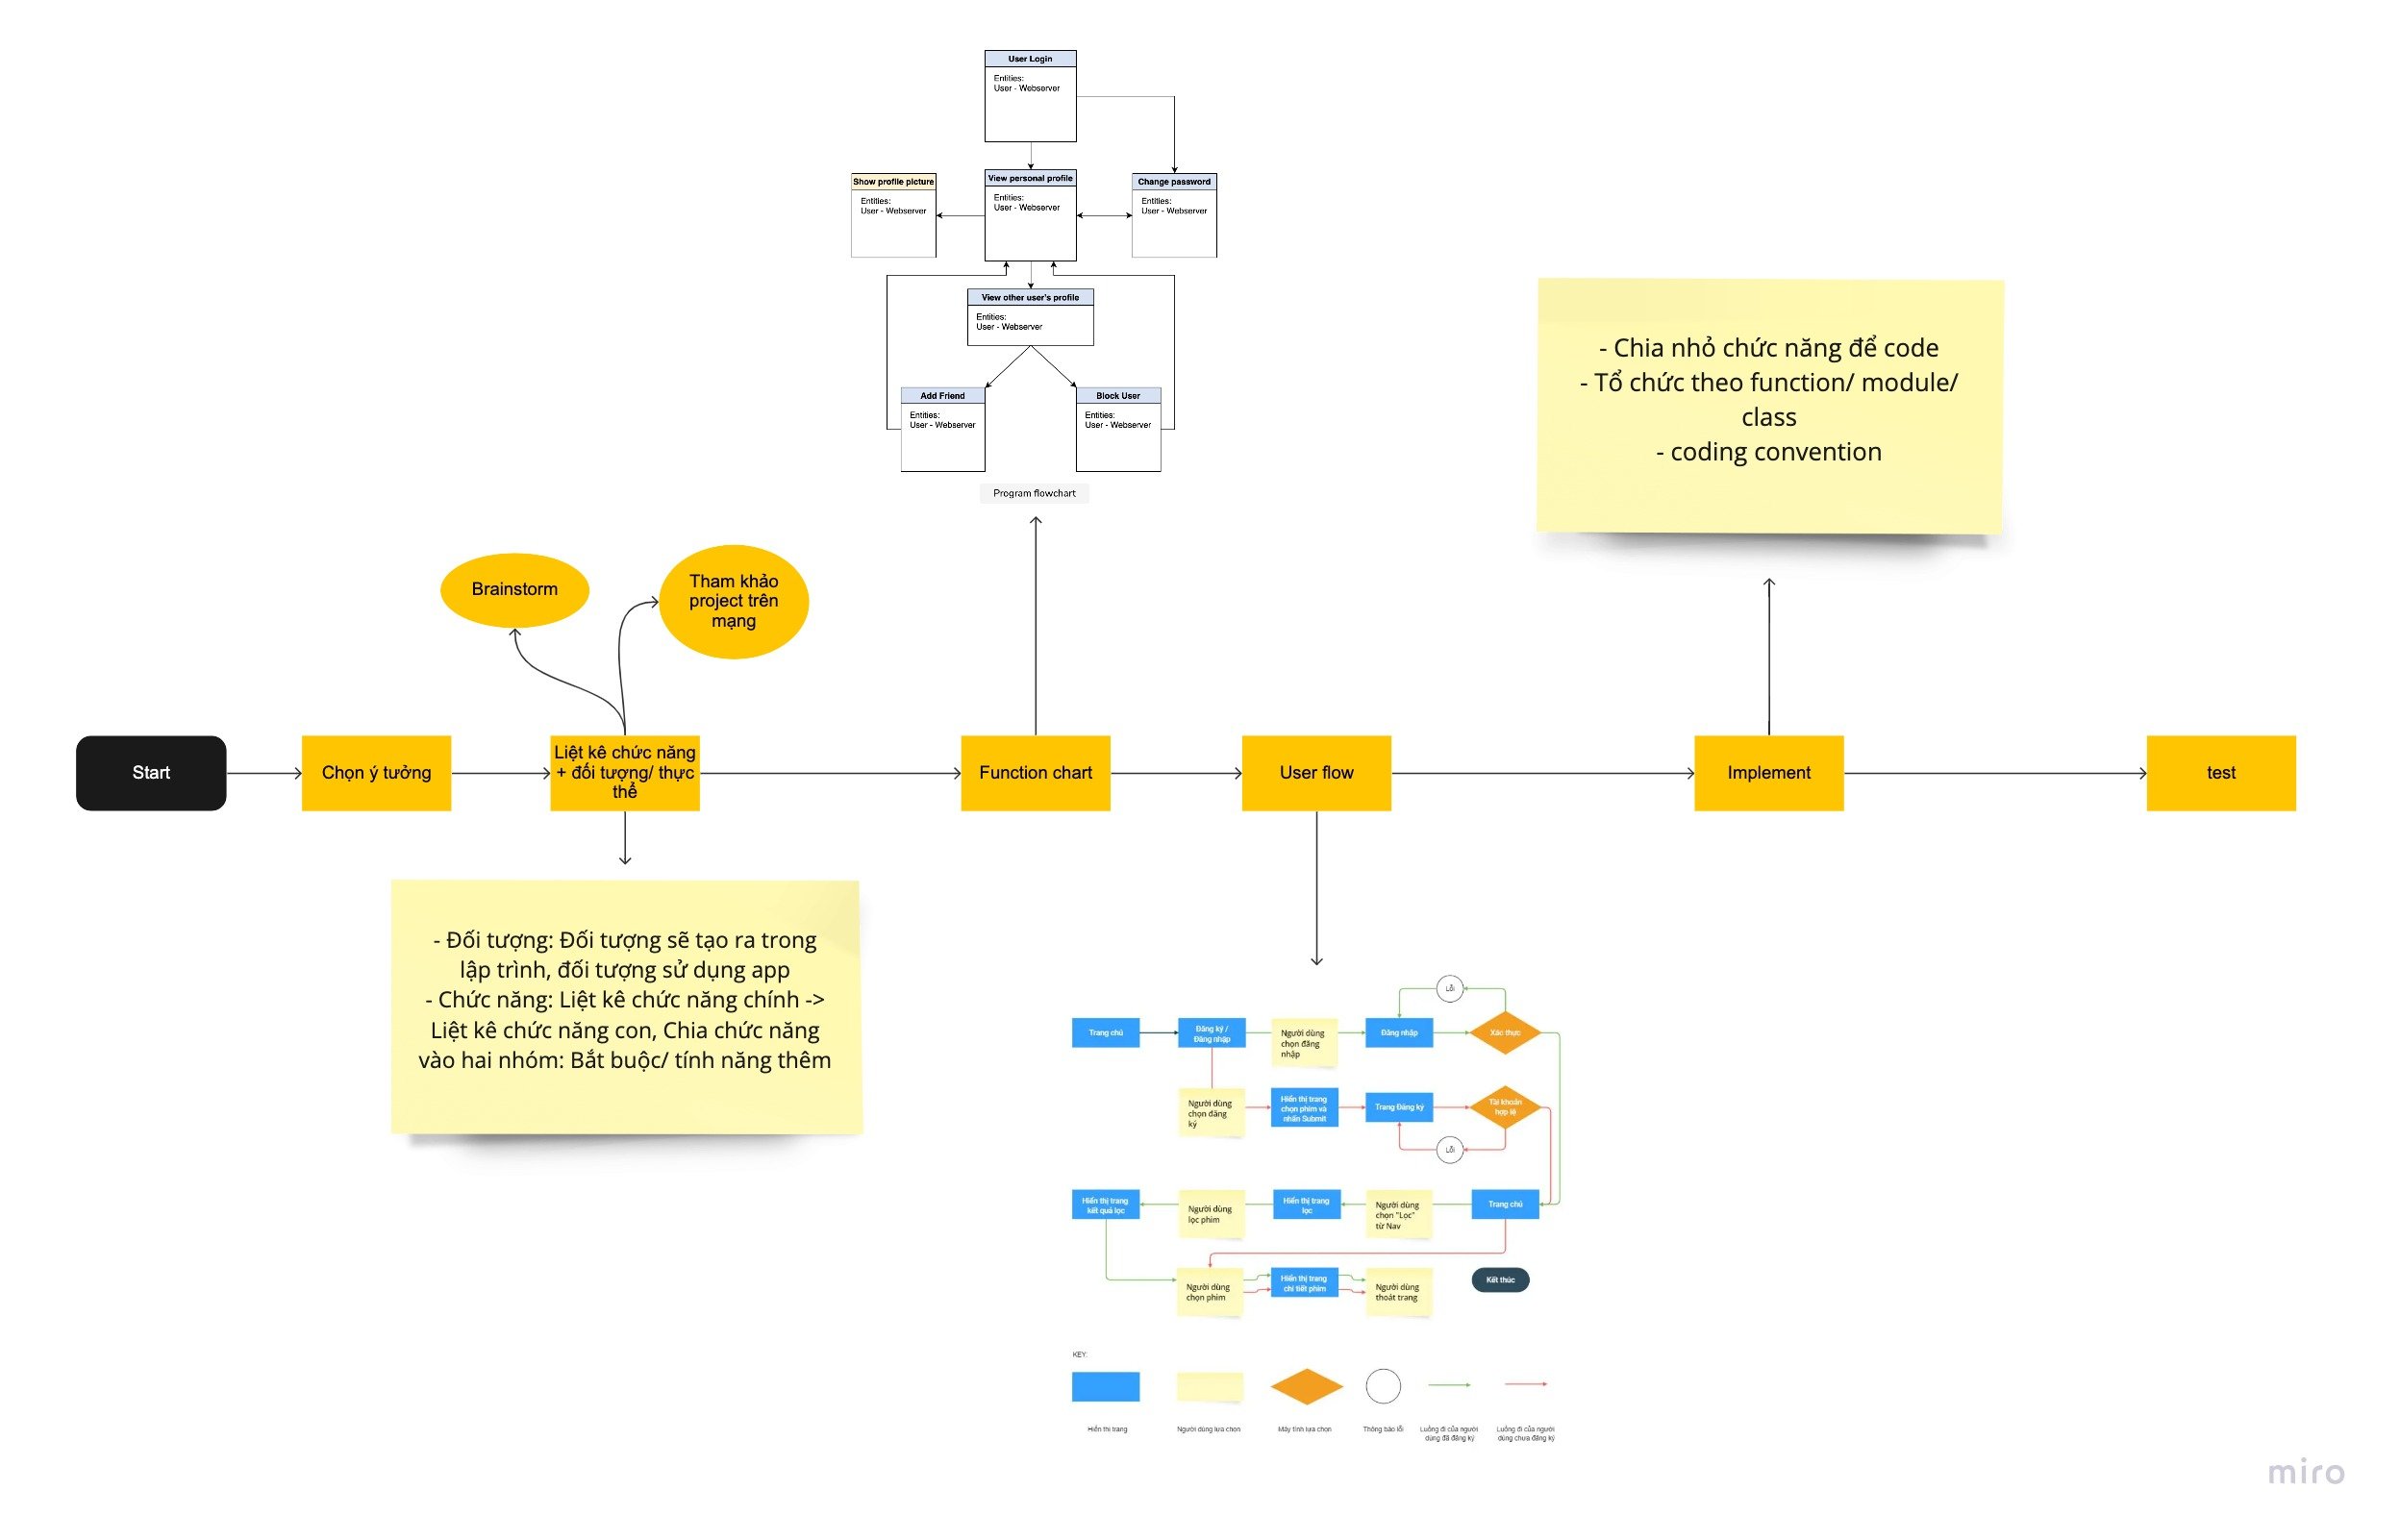 User Login
Entities:
User - Webserver
Show profile picture
Entities:
User - Webserver
View personal profile
Entities:
User - Webserver
Change password
Entities:
User - Webserver
View other user's profile
Entities:
User - Webserver
Add Friend
Entities:
User - Webserver
Block User
Entities:
User - Webserver
Program flowchart
- Chia nhỏ chức năng để code
- Tổ chức theo function/ module/
class
- coding convention
Brainstorm
Tham khảo
project trên
mạng
Start
Chọn ý tưởng
Liệt kê chức năng
+ đối tượng/ thực
thể
Function chart
User flow
Implement
test
- Đối tượng: Đối tượng sẽ tạo ra trong
lập trình, đối tượng sử dụng app
- Chức năng: Liệt kê chức năng chính ->
Liệt kê chức năng con, Chia chức năng
vào hai nhóm: Bắt buộc/ tính năng thêm
Lỗi
Trang chủ
Đăng ký /
Đăng nhập
Người dùng
chọn đăng
nhập
Đăng nhập
Xác thực
Người dùng
chọn đăng
ký
Hiển thị trang
chọn phim và
nhấn Submit
Trang Đăng ký
Tài khoản
hợp lệ
Lỗi
Hiển thị trang
kết quả lọc
Người dùng
lọc phim
Hiển thị trang
lọc
Người dùng
chọn "Lọc"
từ Nav
Trang chủ
Người dùng
chọn phim
Hiển thị trang
chi tiết phim
Người dùng
thoát trang
Kết thúc
KEY:
Hiển thị trang
Người dùng lựa chọn
Máy tính lựa chọn
Thông báo lỗi
Luồng đi của người
dùng đã đăng ký
Luồng đi của người
dùng chưa đăng ký
miro